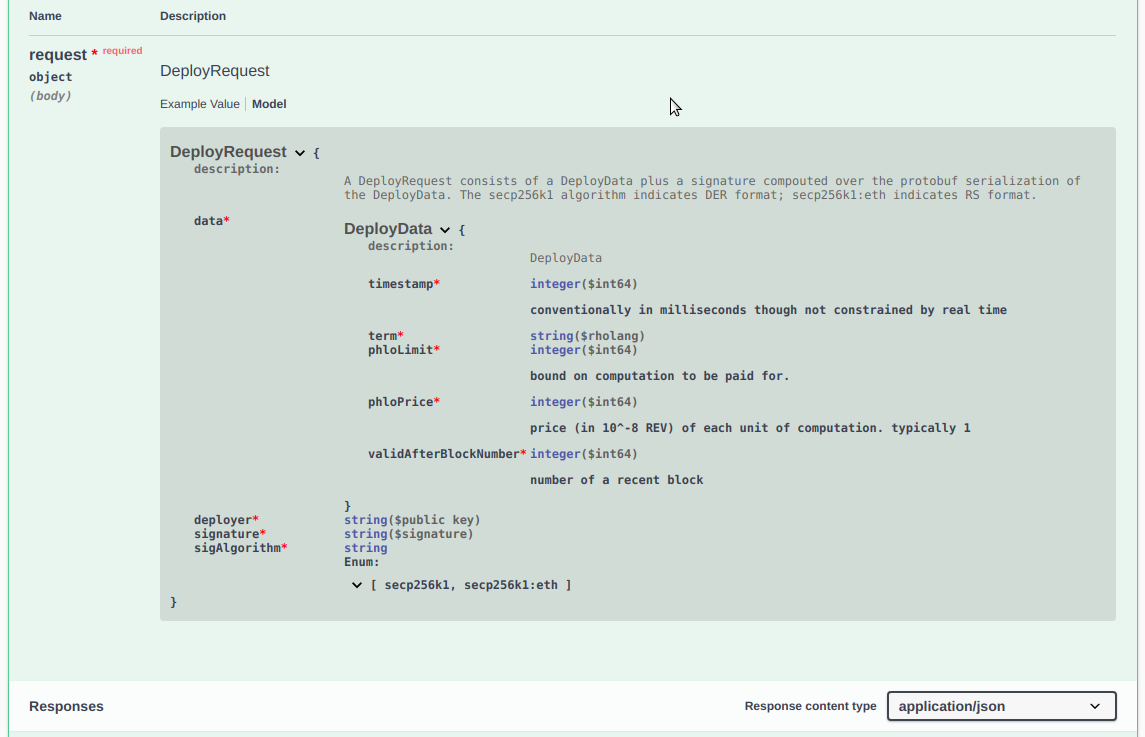 Name Description
request * required
object
(body)
DeployRequest
Example Value Model
DeployRequest {
description:
A DeployRequest consists of a DeployData plus a signature compouted over the protobuf serialization of
the DeployData. The secp256k1 algorithm indicates DER format; secp256k1:eth indicates RS format.
data*
DeployData {
description:
DeployData
timestamp* integer($int64)
conventionally in milliseconds though not constrained by real time
term* string($rholang)
phloLimit* integer($int64)
bound on computation to be paid for.
phloPrice* integer($int64)
price (in 10^-8 REV) of each unit of computation. typically 1
validAfterBlockNumber* integer($int64)
number of a recent block
}
deployer* string($public key)
signature* string($signature)
sigAlgorithm* string
Enum:
[ secp256k1, secp256k1:eth ]
}
Responses Response content type application/json